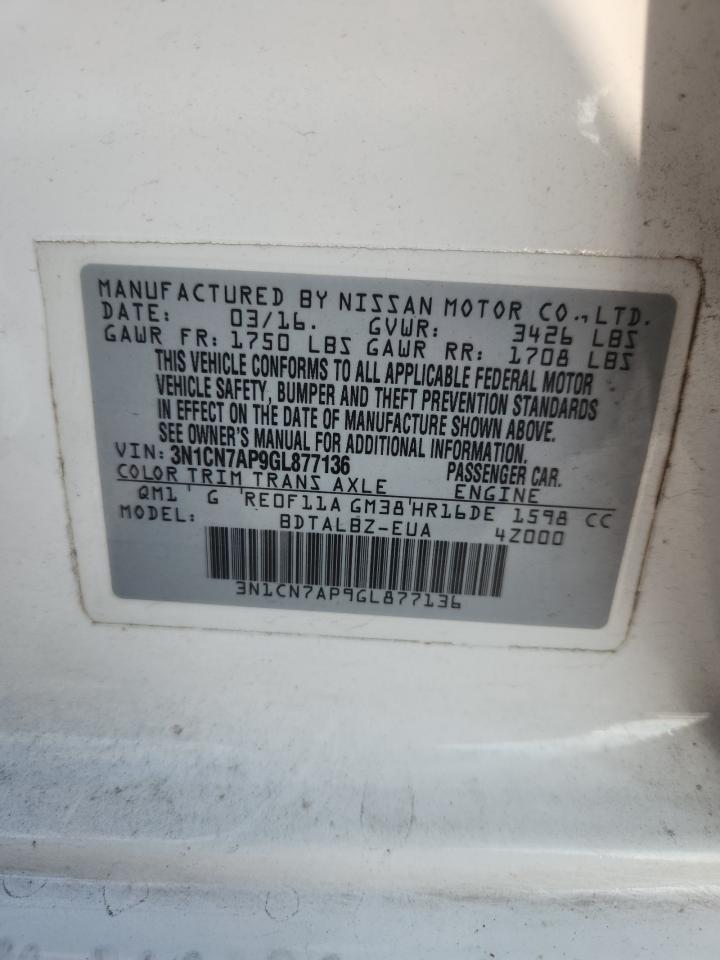 MANUFACTURED BY NISSAN MOTOR CO.,LTD.
DATE: 03/16. GVWR: 3426 LBS
GAWR FR: 1750 LBS GAWR RR: 1708 LBS
THIS VEHICLE CONFORMS TO ALL APPLICABLE FEDERAL MOTOR
VEHICLE SAFETY, BUMPER AND THEFT PREVENTION STANDARDS
IN EFFECT ON THE DATE OF MANUFACTURE SHOWN ABOVE.
SEE OWNER'S MANUAL FOR ADDITIONAL INFORMATION.
VIN: 3N1CN7AP9GL877136 PASSENGER CAR.
COLOR TRIM TRANS AXLE ENGINE
QM1 ' G 'RE0F11A GM38'HR16DE 1598 CC
MODEL: BDTALBZ-EUA 4Z000
3N1CN7AP9GL877136